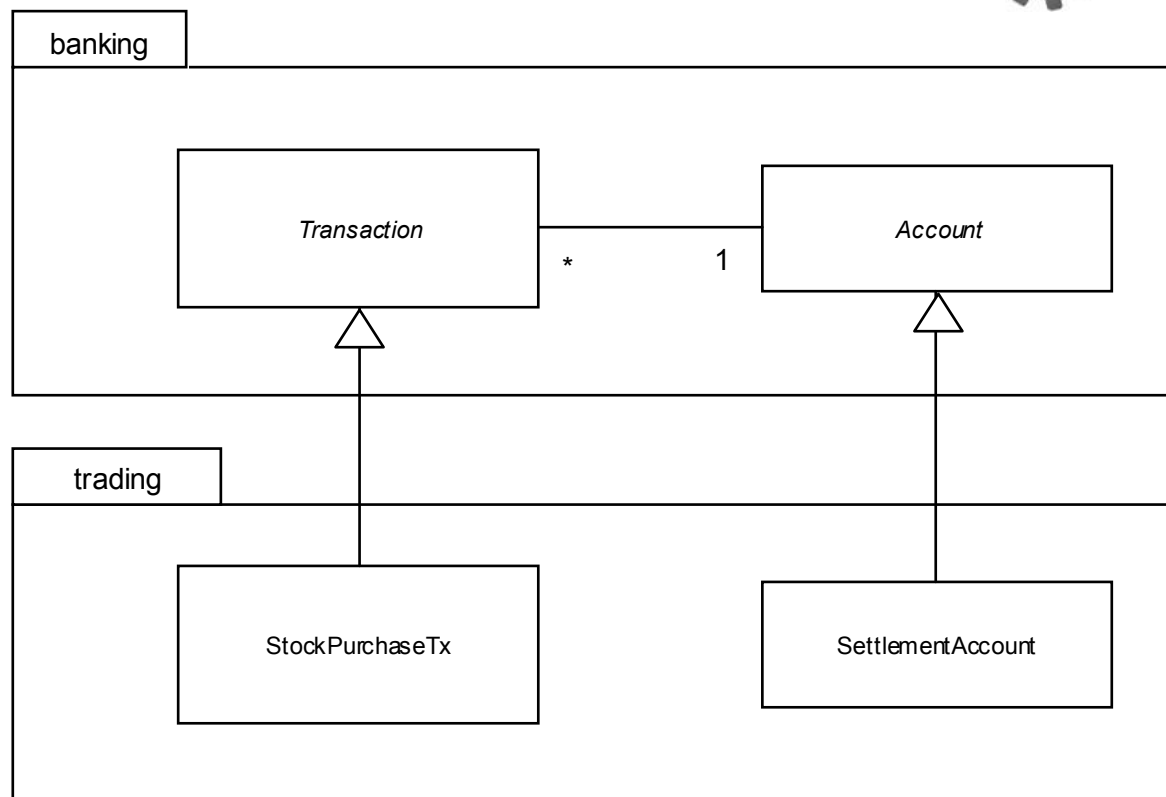 banking
Transaction
Account
*
1
trading
StockPurchaseTx
SettlementAccount